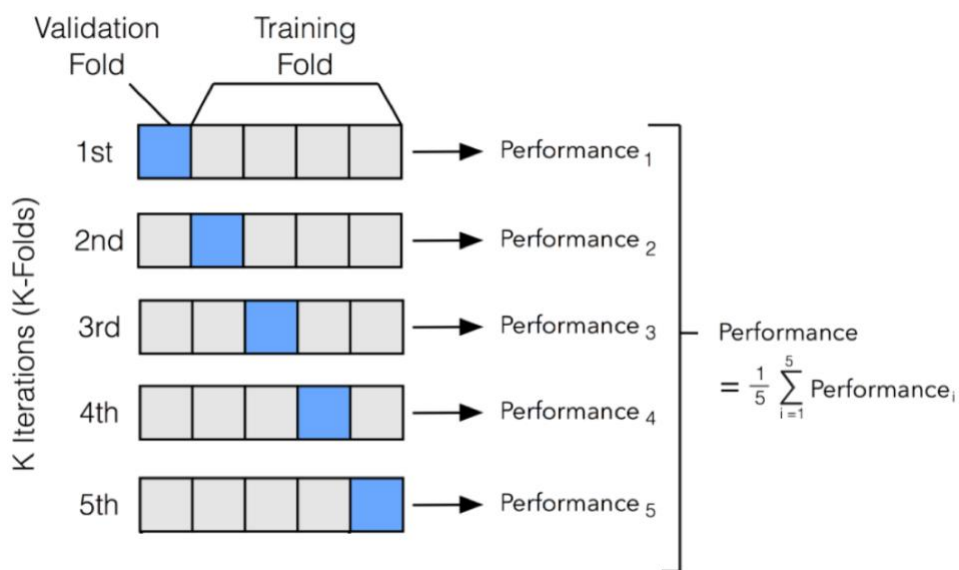 Validation
Fold
Training
Fold
K Iterations (K-Folds)
1st
Performance 1
2nd
Performance 2
3rd
Performance 3
4th
Performance 4
5th
Performance 5
Performance
= 1/5 5 ∑ i=1 Performance i